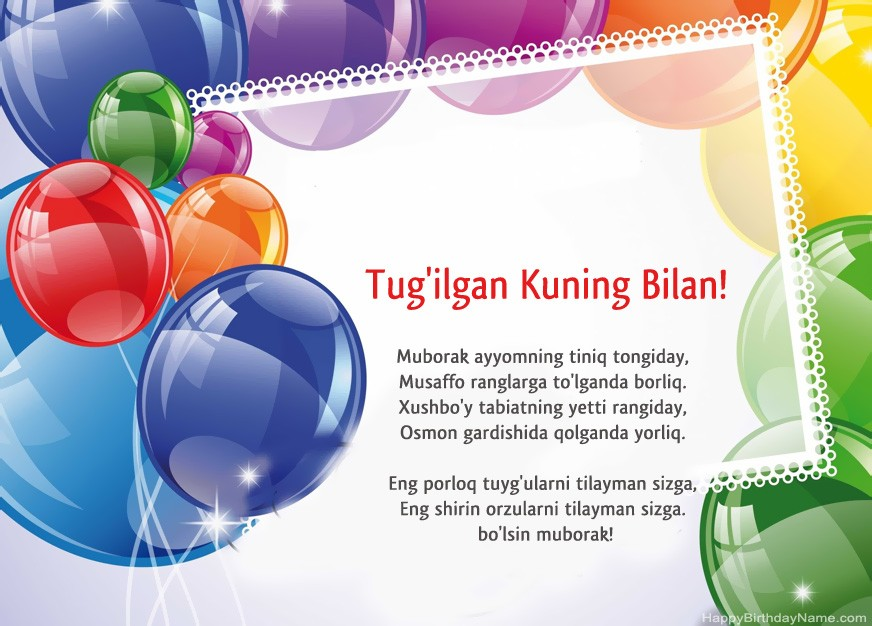 Tug'ilgan Kuning Bilan!
Muborak ayyomning tiniq tongiday,
Musaffo ranglarga to'lganda borliq.
Xushbo'y tabiatning yetti rangiday,
Osmon gardishida qolganda yorliq.
Eng porloq tuyg'ularni tilayman sizga,
Eng shirin orzularni tilayman sizga.
bo'lsin muborak!
HappyBirthdayName.com